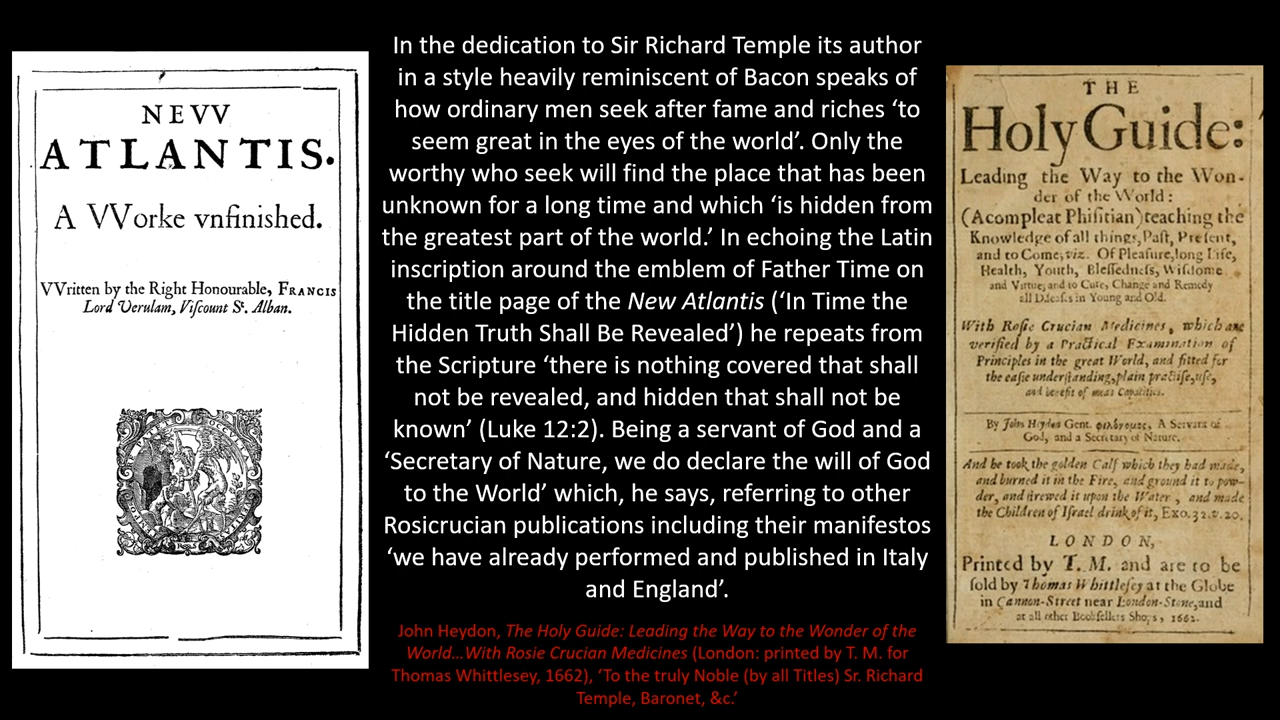 NEVV
ATLANTIS.
A VVorke vnfinished.
VVritten by the Right Honourable, FRANCIS
Lord Verulam, Viscount St. Alban.
In the dedication to Sir Richard Temple its author
in a style heavily reminiscent of Bacon speaks of
how ordinary men seek after fame and riches ‘to
seem great in the eyes of the world’. Only the
worthy who seek will find the place that has been
unknown for a long time and which ‘is hidden from
the greatest part of the world.’ In echoing the Latin
inscription around the emblem of Father Time on
the title page of the New Atlantis (‘In Time the
Hidden Truth Shall Be Revealed’) he repeats from
the Scripture ‘there is nothing covered that shall
not be revealed, and hidden that shall not be
known’ (Luke 12:2). Being a servant of God and a
‘Secretary of Nature, we do declare the will of God
to the World’ which, he says, referring to other
Rosicrucian publications including their manifestos
‘we have already performed and published in Italy
and England’.
John Heydon, The Holy Guide: Leading the Way to the Wonder of the
World…With Rosie Crucian Medicines (London: printed by T. M. for
Thomas Whittlesey, 1662), ‘To the truly Noble (by all Titles) Sr. Richard
Temple, Baronet, &c.’
THE
Holy Guide:
Leading the Way to the Won-
der of the World:
(A compleat Phisitian) teaching the
Knowledge of all things, Past, Present,
and to Come; viz. Of Pleasure, long Life,
Health, Youth, Blessedness, Wisdome
and Virtue; and to Cure, Change and Remedy
all Diseases in Young and Old.
With Rosie Crucian Medicines, which are
verified by a Practical Examination of
Principles in the great World, and fitted for
the easie understanding, plain practise, use,
and benefit of mean Capacities.
By John Heydon Gent. A Servant of
God, and a Secretary of Nature.
And he took the golden Calf which they had made,
and burned it in the Fire, and ground it to pow-
der, and strewed it upon the Water, and made
the Children of Israel drink of it, Exo. 32. v. 20.
LONDON,
Printed by T. M. and are to be
sold by Thomas Whittlesey at the Globe
in Cannon-Street near London-Stone, and
at all other Booksellers Shops, 1662.